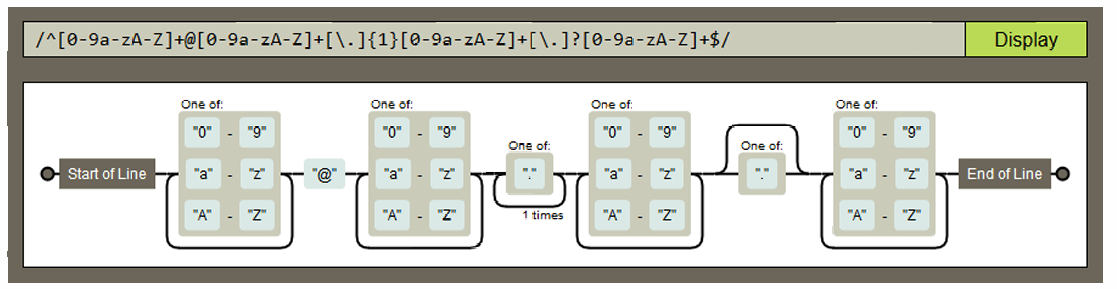 /^[0-9a-zA-Z]+@[0-9a-zA-Z]+[\.]{1}[0-9a-zA-Z]+[\.]?[0-9a-zA-Z]+$/ Display
One of: One of: One of: One of:
"0" - "9" "0" - "9" "0" - "9" "0" - "9"
One of: One of:
Start of Line "a" - "z" "@" "a" - "z" "." "a" - "z" "." "a" - "z" End of Line
"A" - "Z" "A" - "Z" 1 times "A" - "Z" "A" - "Z"